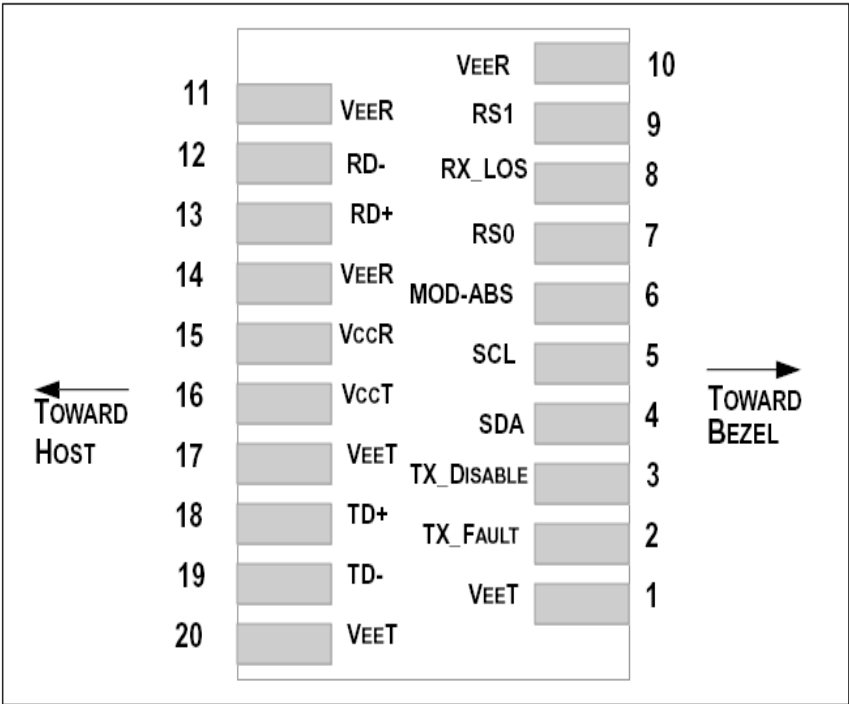 VEER 10
11 VEER
RS1 9
12 RD-
RX_LOS 8
13 RD+
RS0 7
14 VEER
MOD-ABS 6
15 VCCR
SCL 5
16 VCCT
TOWARD HOST
TOWARD BEZEL
SDA 4
17 VEET
TX_DISABLE 3
18 TD+
TX_FAULT 2
19 TD-
VEET 1
20 VEET